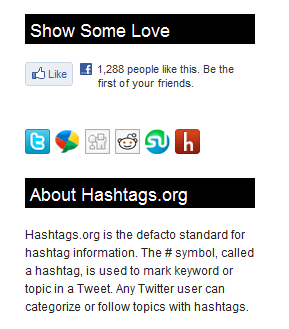 Show Some Love
Like
1,288 people like this. Be the
first of your friends.
About Hashtags.org
Hashtags.org is the defacto standard for
hashtag information. The # symbol, called
a hashtag, is used to mark keyword or
topic in a Tweet. Any Twitter user can
categorize or follow topics with hashtags.